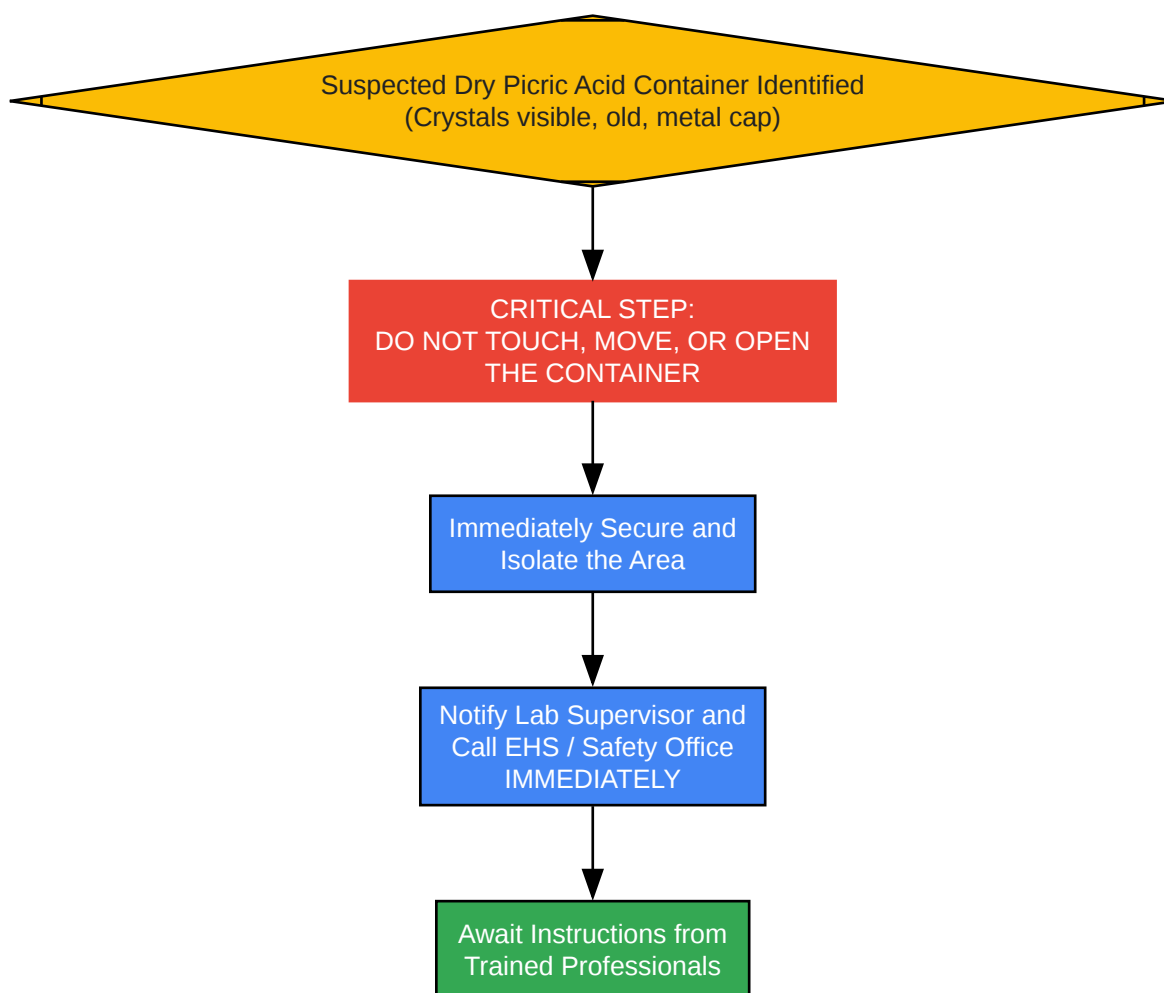 Suspected Dry Picric Acid Container Identified
(Crystals visible, old, metal cap)
CRITICAL STEP:
DO NOT TOUCH, MOVE, OR OPEN
THE CONTAINER
Immediately Secure and
Isolate the Area
Notify Lab Supervisor and
Call EHS / Safety Office
IMMEDIATELY
Await Instructions from
Trained Professionals